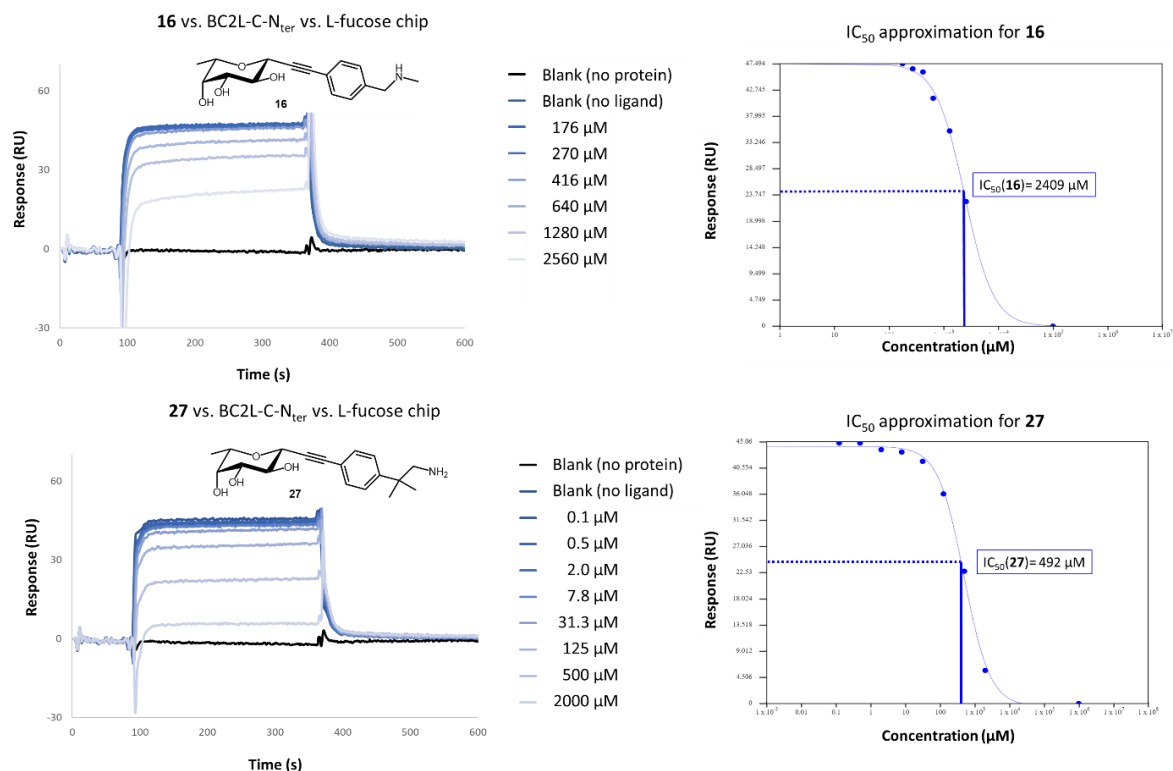 16 vs. BC2L-C-Nter vs. L-fucose chip
60
30
0
-30
Response (RU)
0 100 200 300 400 500 600
Time (s)
O
OH
OH
OH
H
N
16
Blank (no protein)
Blank (no ligand)
176 µM
270 µM
416 µM
640 µM
1280 µM
2560 µM
IC50 approximation for 16
47.494
42.745
37.995
33.246
28.497
23.747
18.998
14.248
9.499
4.749
0
Response (RU)
IC50(16)= 2409 µM
1 10
Concentration (µM)
27 vs. BC2L-C-Nter vs. L-fucose chip
60
30
0
-30
Response (RU)
0 100 200 300 400 500 600
Time (s)
O
OH
OH
OH
NH2
27
Blank (no protein)
Blank (no ligand)
0.1 µM
0.5 µM
2.0 µM
7.8 µM
31.3 µM
125 µM
500 µM
2000 µM
IC50 approximation for 27
45.06
40.554
36.048
31.542
27.096
22.53
18.024
13.518
9.012
4.506
0
Response (RU)
IC50(27)= 492 µM
0.01 0.1 1 10 100
Concentration (µM)